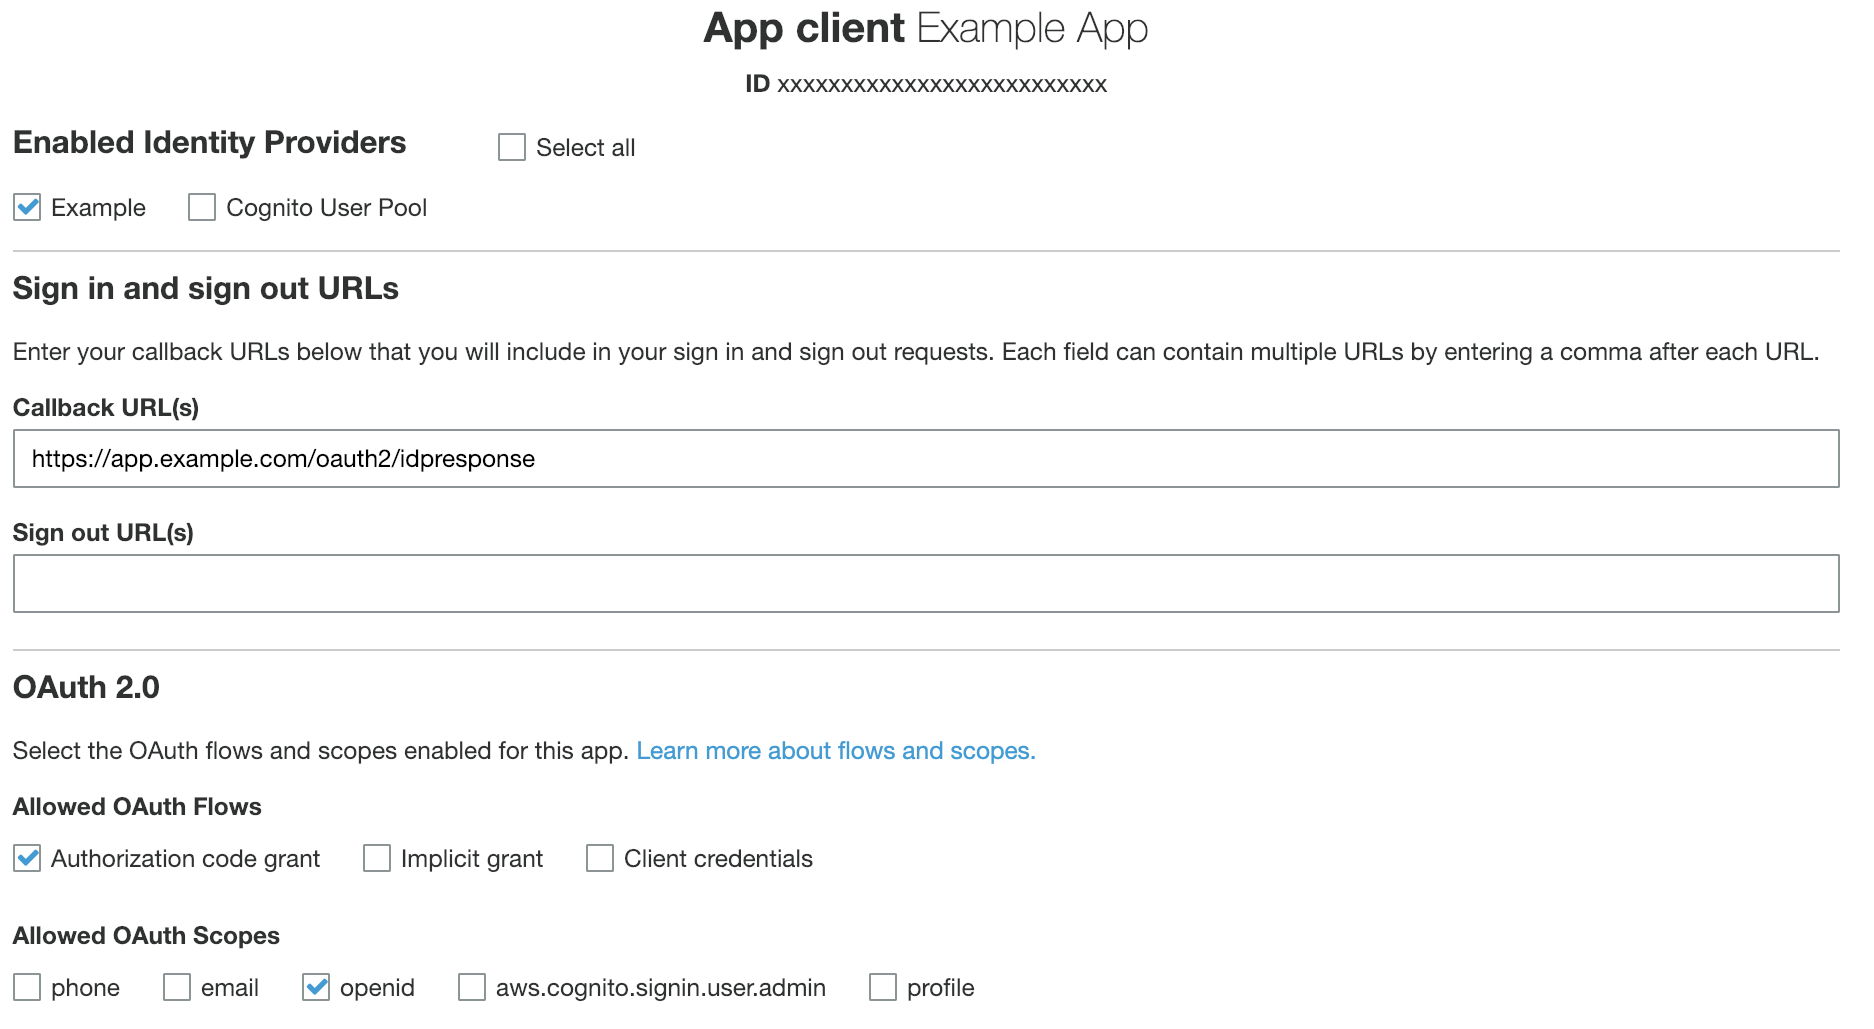 App client Example App
ID xxxxxxxxxxxxxxxxxxxxxxxxxx
Enabled Identity Providers Select all
Example Cognito User Pool
Sign in and sign out URLs
Enter your callback URLs below that you will include in your sign in and sign out requests. Each field can contain multiple URLs by entering a comma after each URL.
Callback URL(s)
https://app.example.com/oauth2/idpresponse
Sign out URL(s)
OAuth 2.0
Select the OAuth flows and scopes enabled for this app. Learn more about flows and scopes.
Allowed OAuth Flows
Authorization code grant Implicit grant Client credentials
Allowed OAuth Scopes
phone email openid aws.cognito.signin.user.admin profile